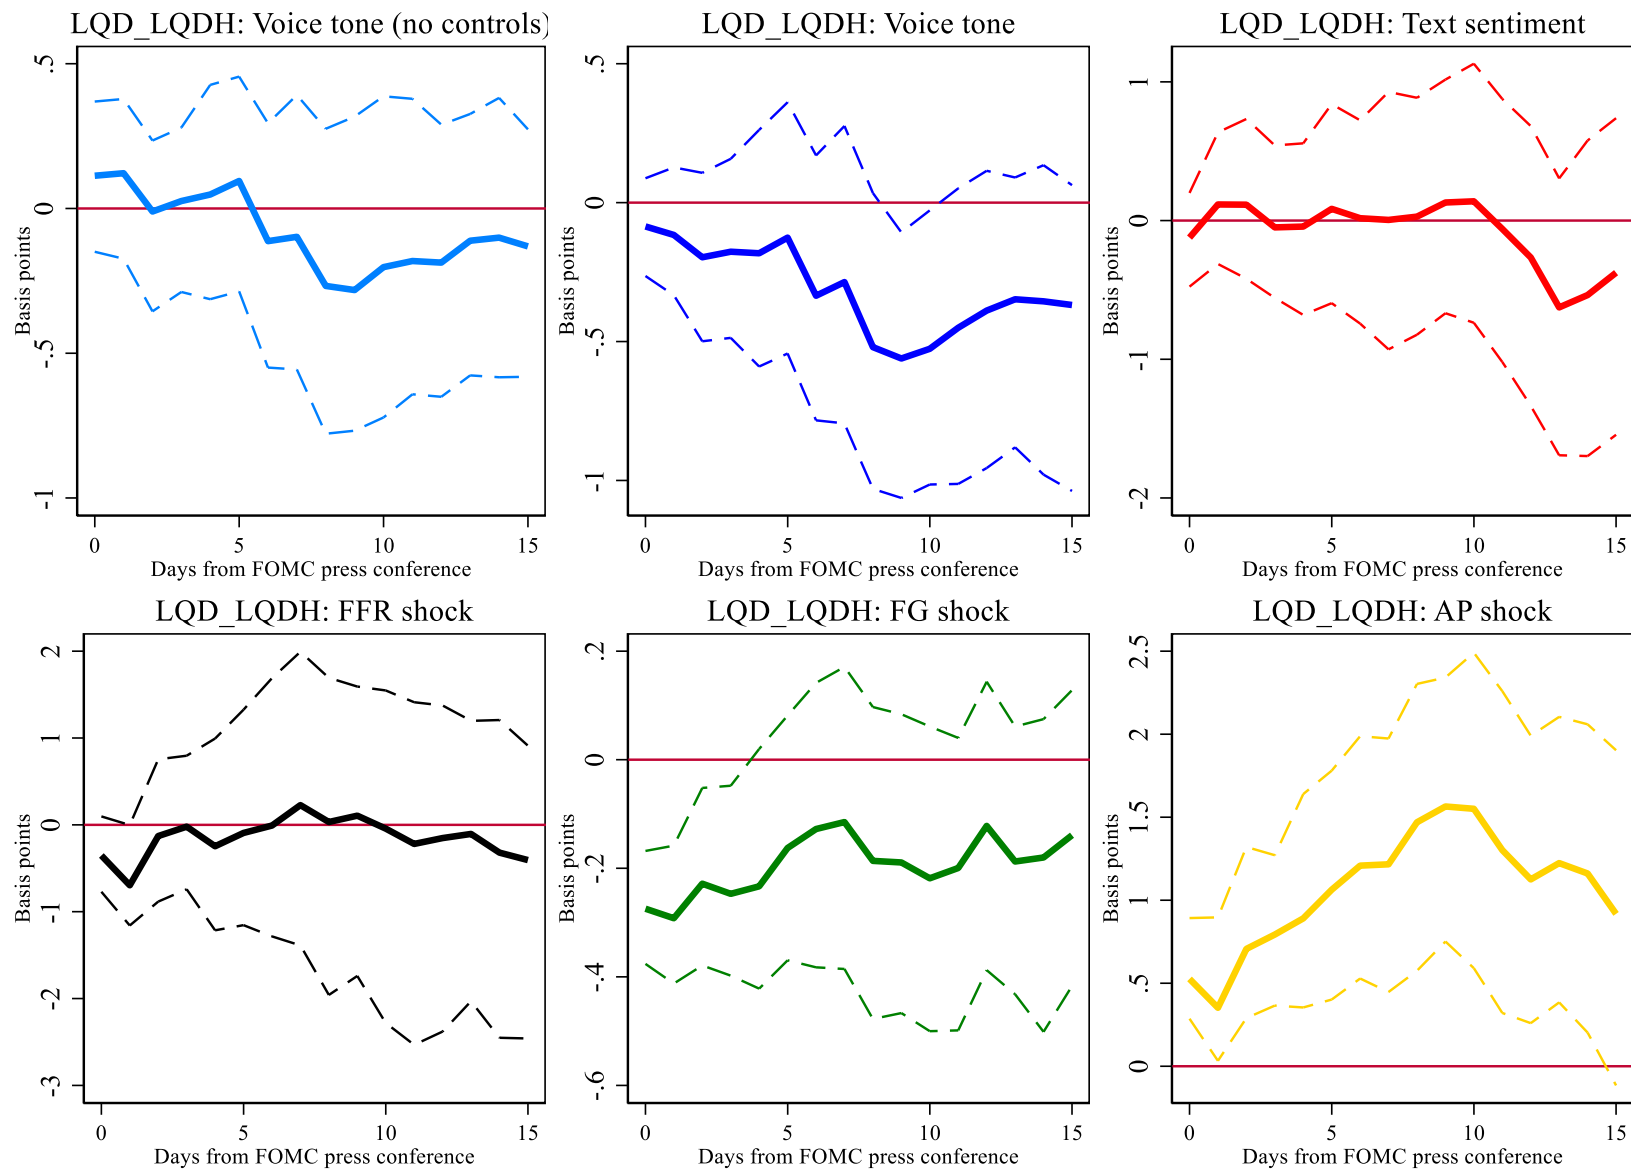 LQD_LQDH: Voice tone (no controls)
.5
0
-.5
-1
Basis points
0 5 10 15
Days from FOMC press conference
LQD_LQDH: Voice tone
.5
0
-.5
-1
Basis points
0 5 10 15
Days from FOMC press conference
LQD_LQDH: Text sentiment
1
0
-1
-2
Basis points
0 5 10 15
Days from FOMC press conference
LQD_LQDH: FFR shock
2
1
0
-1
-2
-3
Basis points
0 5 10 15
Days from FOMC press conference
LQD_LQDH: FG shock
.2
0
-.2
-.4
-.6
Basis points
0 5 10 15
Days from FOMC press conference
LQD_LQDH: AP shock
2.5
2
1.5
1
.5
0
Basis points
0 5 10 15
Days from FOMC press conference